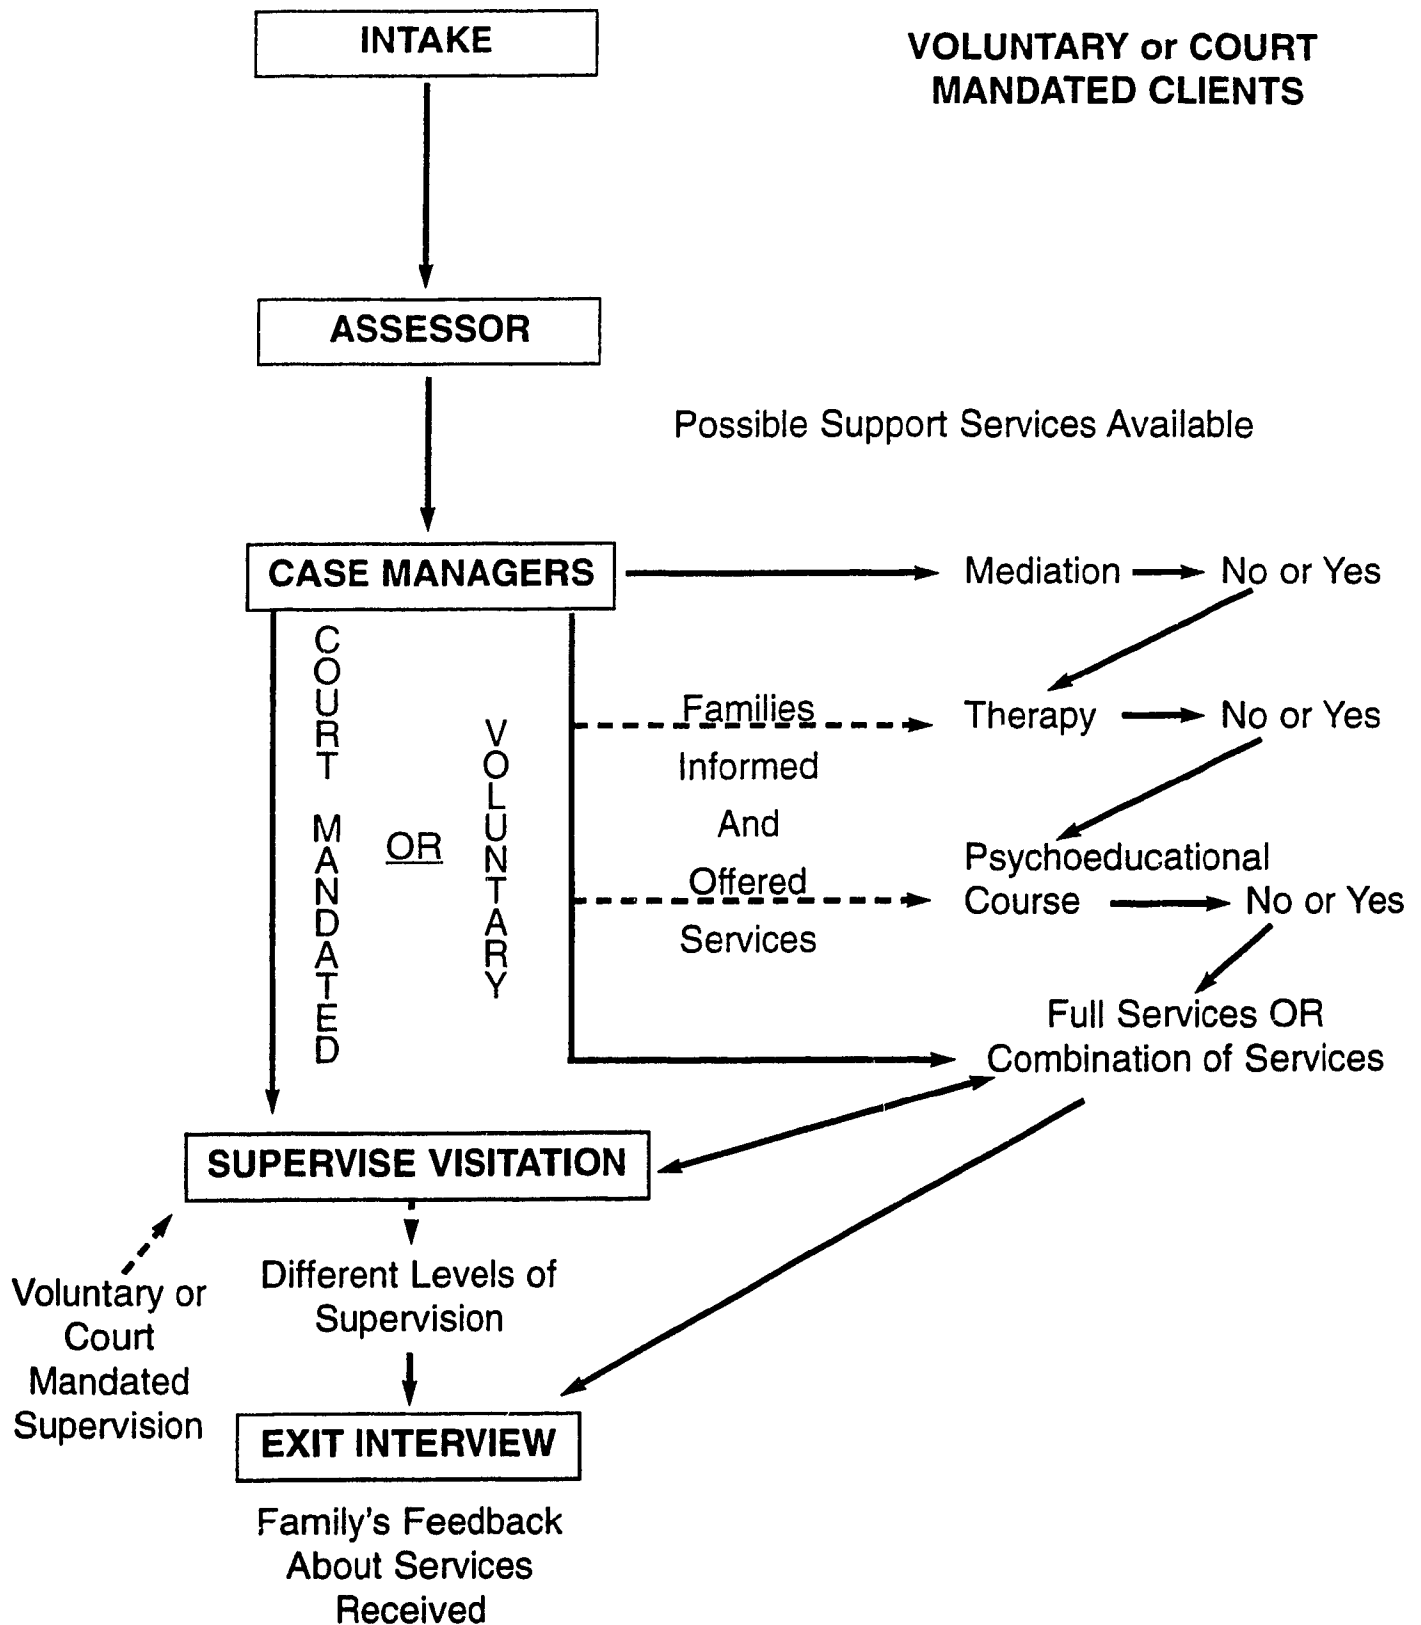 INTAKE
VOLUNTARY or COURT
MANDATED CLIENTS
ASSESSOR
Possible Support Services Available
CASE MANAGERS
Mediation
No or Yes
COURT MANDATED
OR
VOLUNTARY
Families
Informed
And
Offered
Services
Therapy
No or Yes
Psychoeducational
Course
No or Yes
Full Services OR
Combination of Services
SUPERVISE VISITATION
Voluntary or
Court
Mandated
Supervision
Different Levels of
Supervision
EXIT INTERVIEW
Family's Feedback
About Services
Received